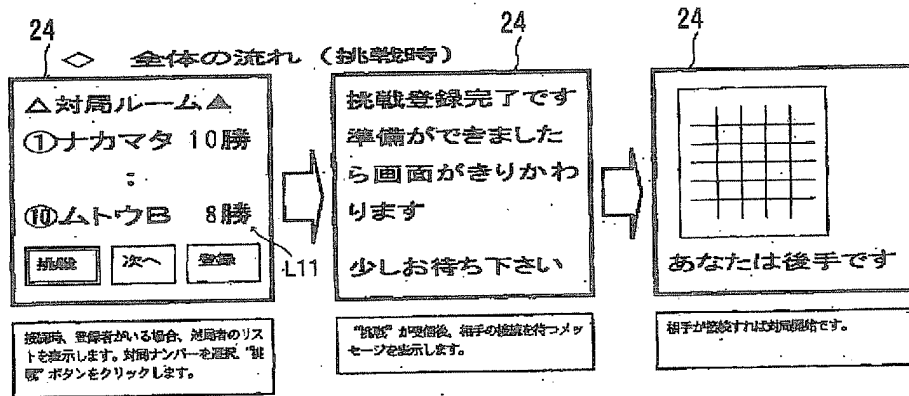 24
24
24
◇ 全体の流れ (挑戦時)
△対局ルーム▲
①ナカマタ 10勝
:
⑩ムトウB 8勝
挑戦 次へ 登録
L11
挑戦登録完了です
準備ができました
ら画面がきりかわ
ります
少しお待ち下さい
あなたは後手です
接続時、登録者がいる場合、対局者のリス
トを表示します。対局ナンバーを選択、"挑
戦" ボタンをクリックします。
"挑戦" が受信後、相手の接続を待つメッ
セージを表示します。
相手が接続すれば対局開始です。